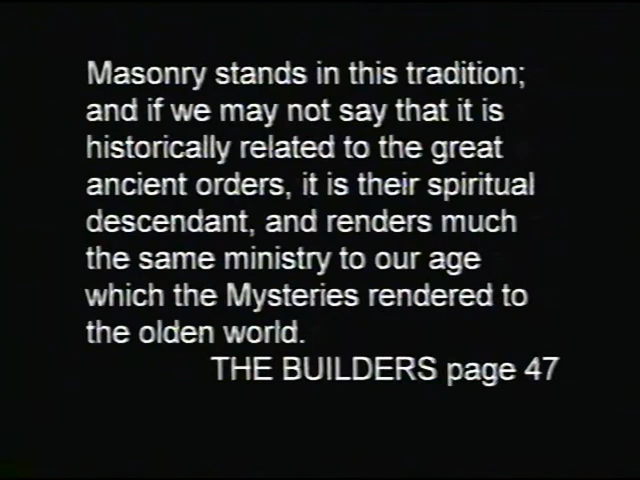 Masonry stands in this tradition;
and if we may not say that it is
historically related to the great
ancient orders, it is their spiritual
descendant, and renders much
the same ministry to our age
which the Mysteries rendered to
the olden world.
THE BUILDERS page 47